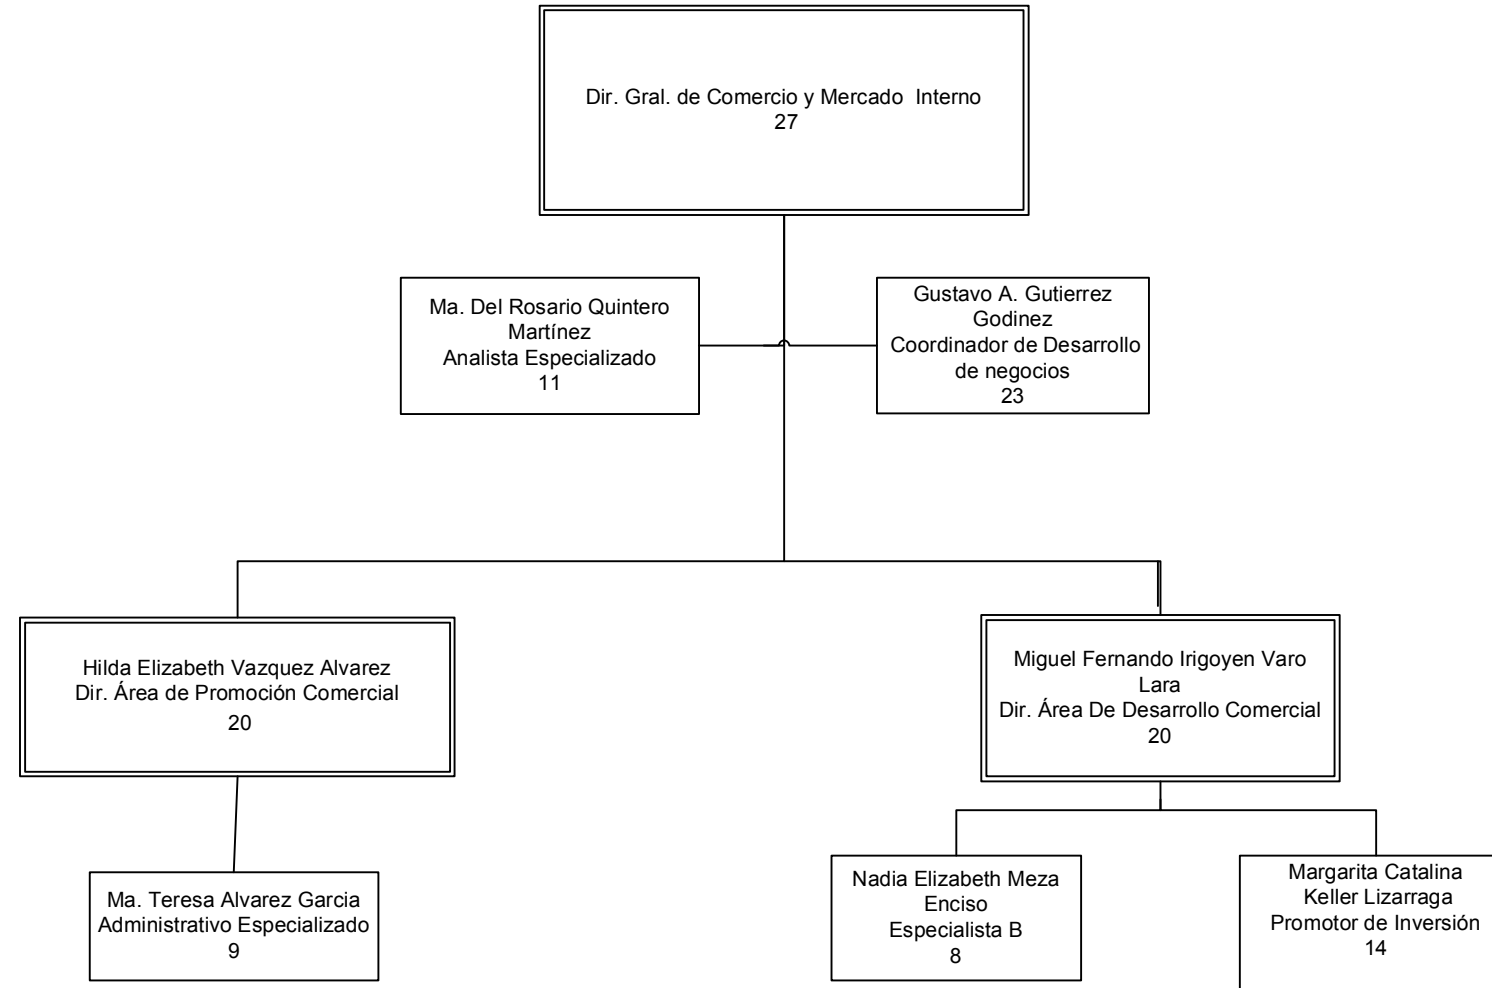 Dir. Gral. de Comercio y Mercado Interno
27
Ma. Del Rosario Quintero
Martínez
Analista Especializado
11
Gustavo A. Gutierrez
Godinez
Coordinador de Desarrollo
de negocios
23
Hilda Elizabeth Vazquez Alvarez
Dir. Área de Promoción Comercial
20
Miguel Fernando Irigoyen Varo
Lara
Dir. Área De Desarrollo Comercial
20
Ma. Teresa Alvarez Garcia
Administrativo Especializado
9
Nadia Elizabeth Meza
Enciso
Especialista B
8
Margarita Catalina
Keller Lizarraga
Promotor de Inversión
14